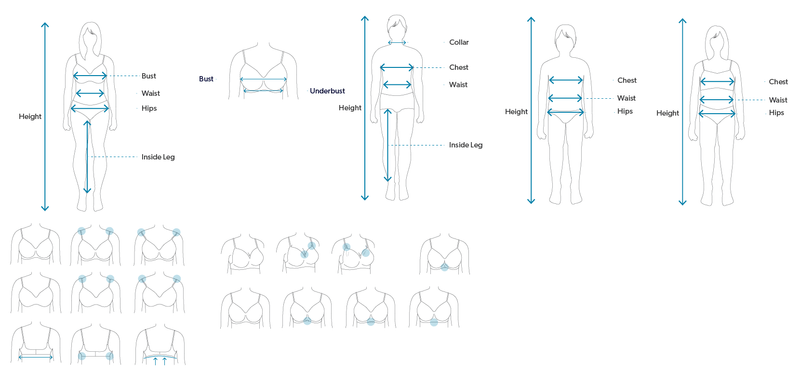 Height
Bust
Waist
Hips
Inside Leg
Bust
Underbust
Height
Collar
Chest
Waist
Inside Leg
Height
Chest
Waist
Hips
Height
Chest
Waist
Hips